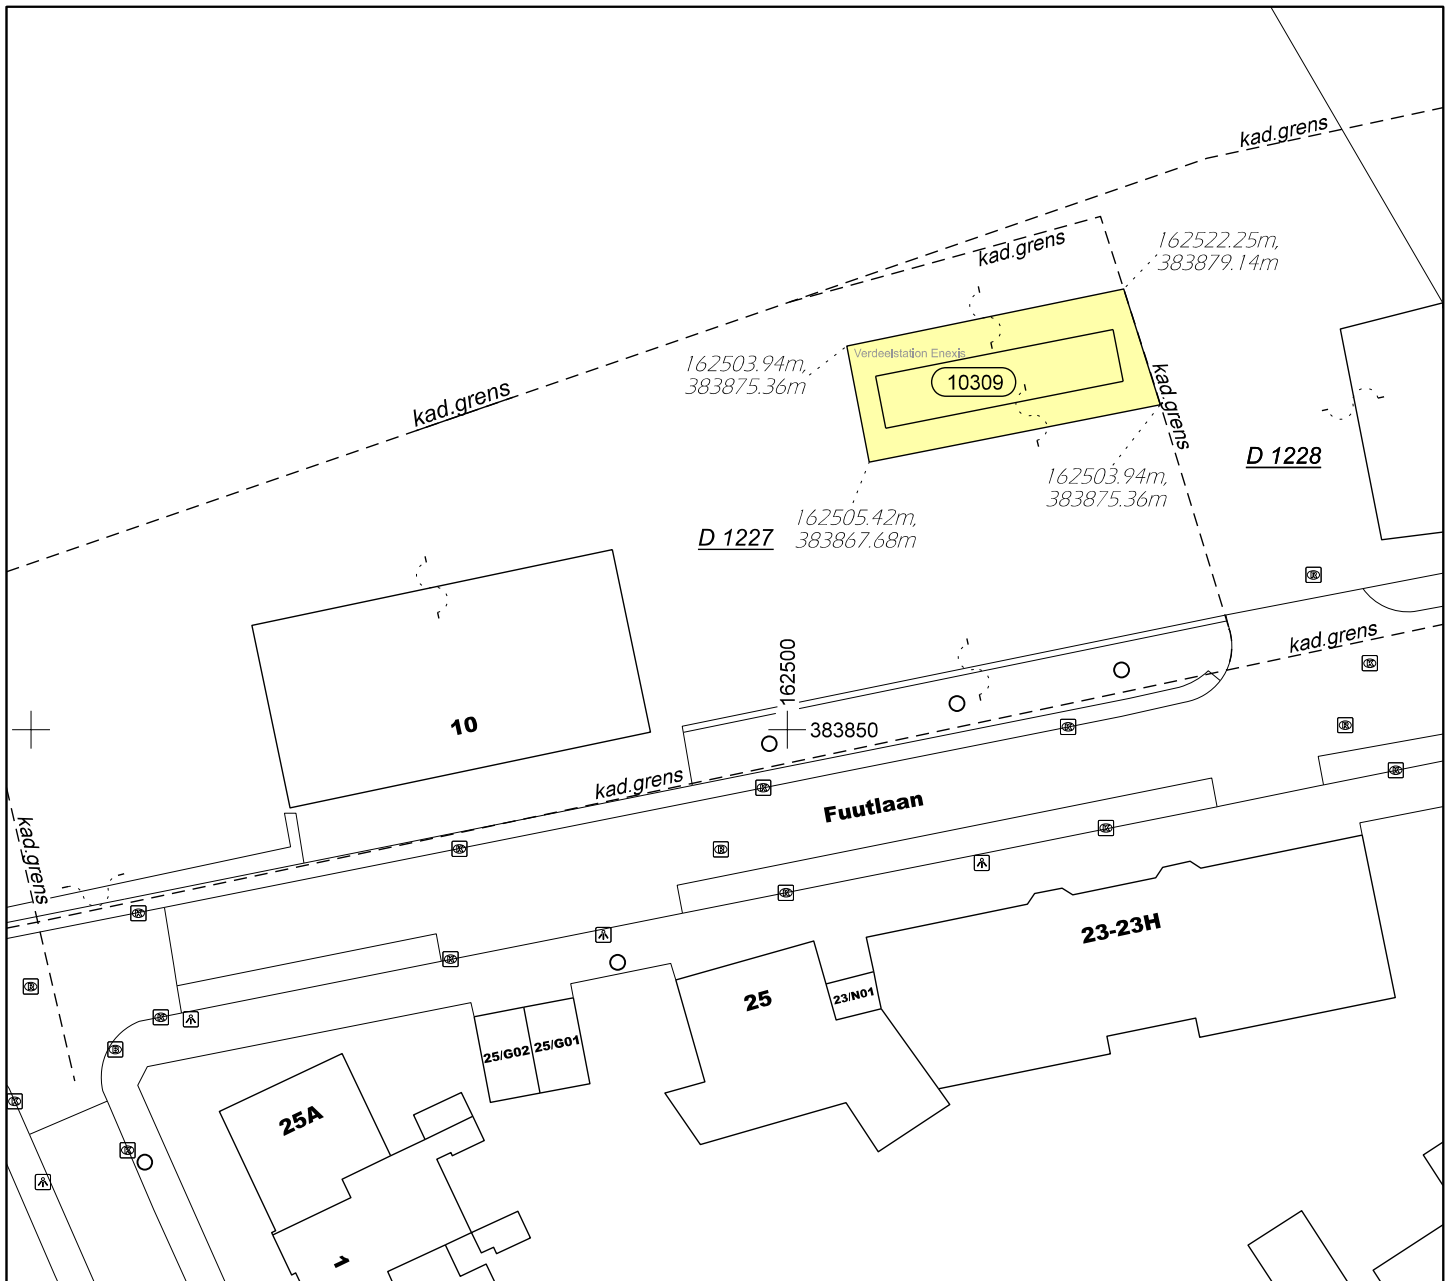 kad.grens
kad.grens
162522.25m,
383879.14m
Verdeelstation Enexis
10309
162503.94m,
383875.36m
kad.grens
kad.grens
D 1228
162503.94m,
383875.36m
162505.42m,
383867.68m
D 1227
kad.grens
162500
383850
10
kad.grens
Fuutlaan
kad.grens
23-23H
25
23/N01
25/G02
25/G01
25A
1